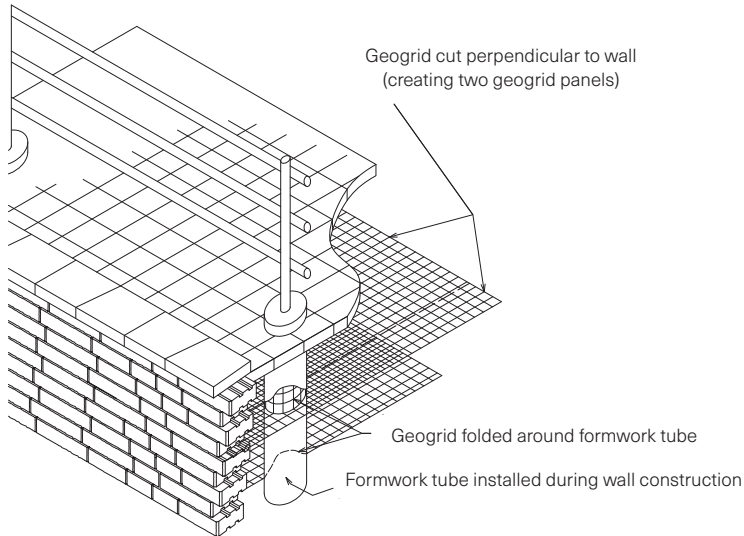 Geogrid cut perpendicular to wall
(creating two geogrid panels)
Geogrid folded around formwork tube
Formwork tube installed during wall construction